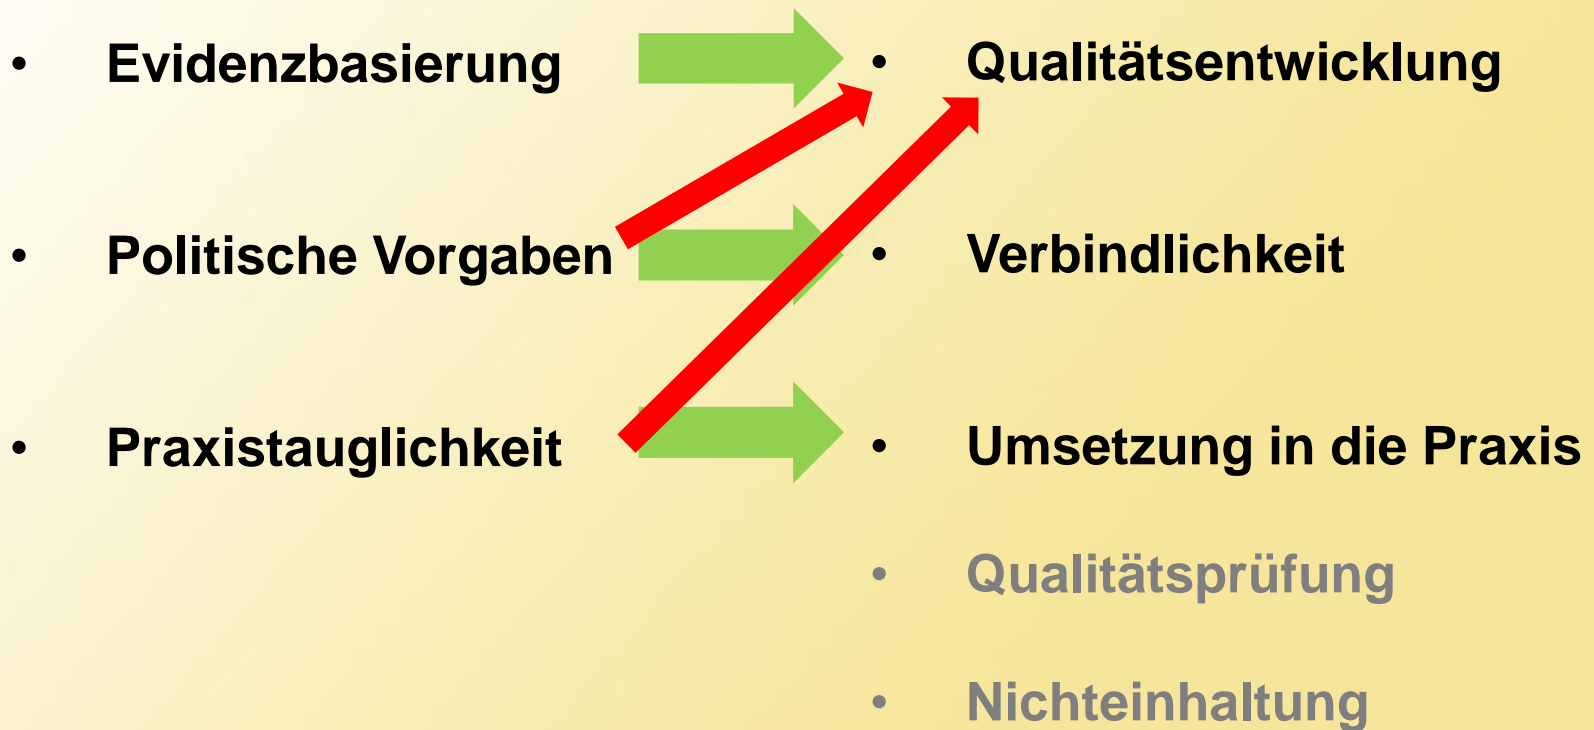 • Evidenzbasierung
• Politische Vorgaben
• Praxistauglichkeit
• Qualitätsentwicklung
• Verbindlichkeit
• Umsetzung in die Praxis
• Qualitätsprüfung
• Nichteinhaltung